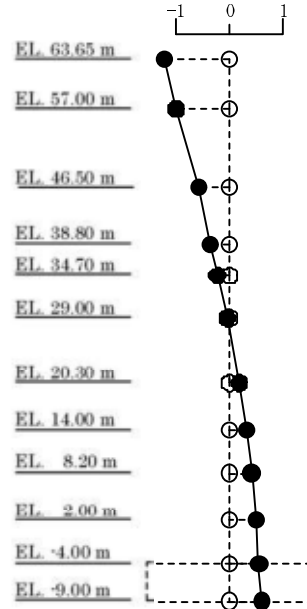 −1 0 1
EL. 63.65 m
EL. 57.00 m
EL. 46.50 m
EL. 38.80 m
EL. 34.70 m
EL. 29.00 m
EL. 20.30 m
EL. 14.00 m
EL. 8.20 m
EL. 2.00 m
EL. -4.00 m
EL. -9.00 m